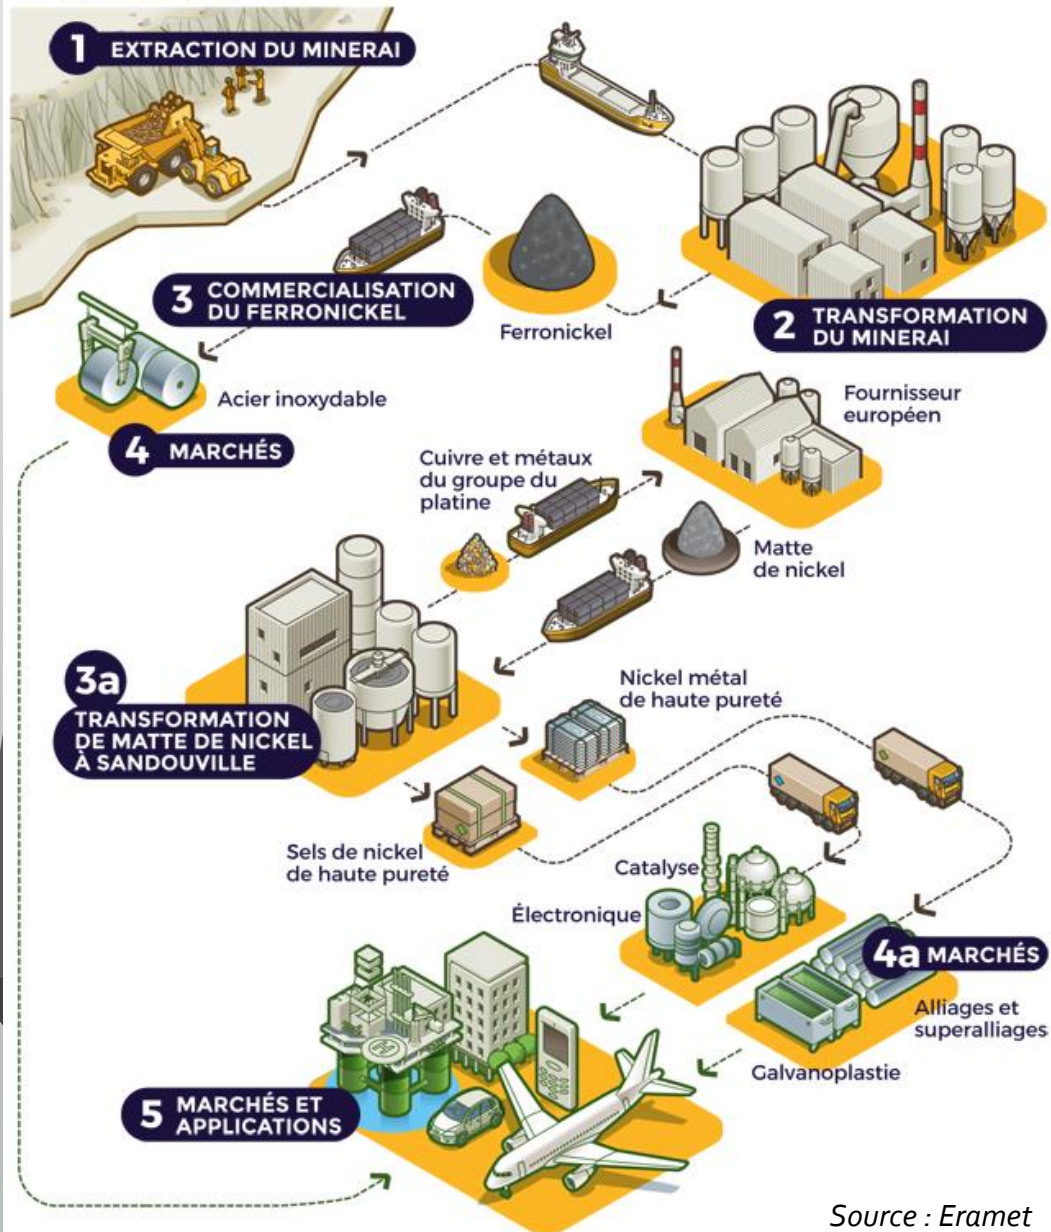 1 EXTRACTION DU MINERAI
3 COMMERCIALISATION
DU FERRONICKEL
Ferronickel
2 TRANSFORMATION
DU MINERAI
Acier inoxydable
4 MARCHÉS
Fournisseur
européen
Cuivre et métaux
du groupe du
platine
Matte
de nickel
3a
TRANSFORMATION
DE MATTE DE NICKEL
À SANDOUVILLE
Nickel métal
de haute pureté
Sels de nickel
de haute pureté
Catalyse
Électronique
4a MARCHÉS
Alliages et
superalliages
Galvanoplastie
5 MARCHÉS ET
APPLICATIONS
H
Source : Eramet